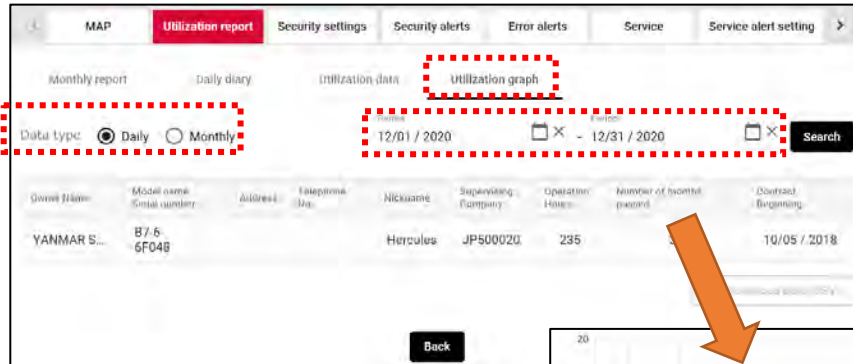 MAP Utilization report Security settings Security alerts Error alerts Service Service alert setting >
Monthly report Daily diary Utilization data Utilization graph
Data type Daily Monthly
Period Period
12/01 / 2020 - 12/31 / 2020 Search
Owner Name Model name Address Telephone Nickname Supervising Operation Number of months Contract
Serial number No. Company Hours passed Beginning
YANMAR S... B7-6 Hercules JP500020 235 10/05 / 2018
6F04B
Back
20